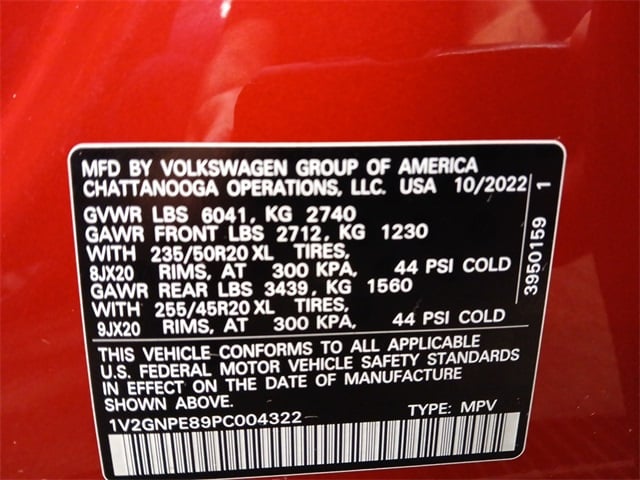 MFD BY VOLKSWAGEN GROUP OF AMERICA
CHATTANOOGA OPERATIONS, LLC. USA 10/2022
GVWR LBS 6041, KG 2740
GAWR FRONT LBS 2712, KG 1230
WITH 235/50R20 XL TIRES,
8JX20 RIMS, AT 300 KPA, 44 PSI COLD
GAWR REAR LBS 3439, KG 1560
WITH 255/45R20 XL TIRES,
9JX20 RIMS, AT 300 KPA, 44 PSI COLD
THIS VEHICLE CONFORMS TO ALL APPLICABLE
U.S. FEDERAL MOTOR VEHICLE SAFETY STANDARDS
IN EFFECT ON THE DATE OF MANUFACTURE
SHOWN ABOVE.
1V2GNPE89PC004322 TYPE: MPV
3950159 1